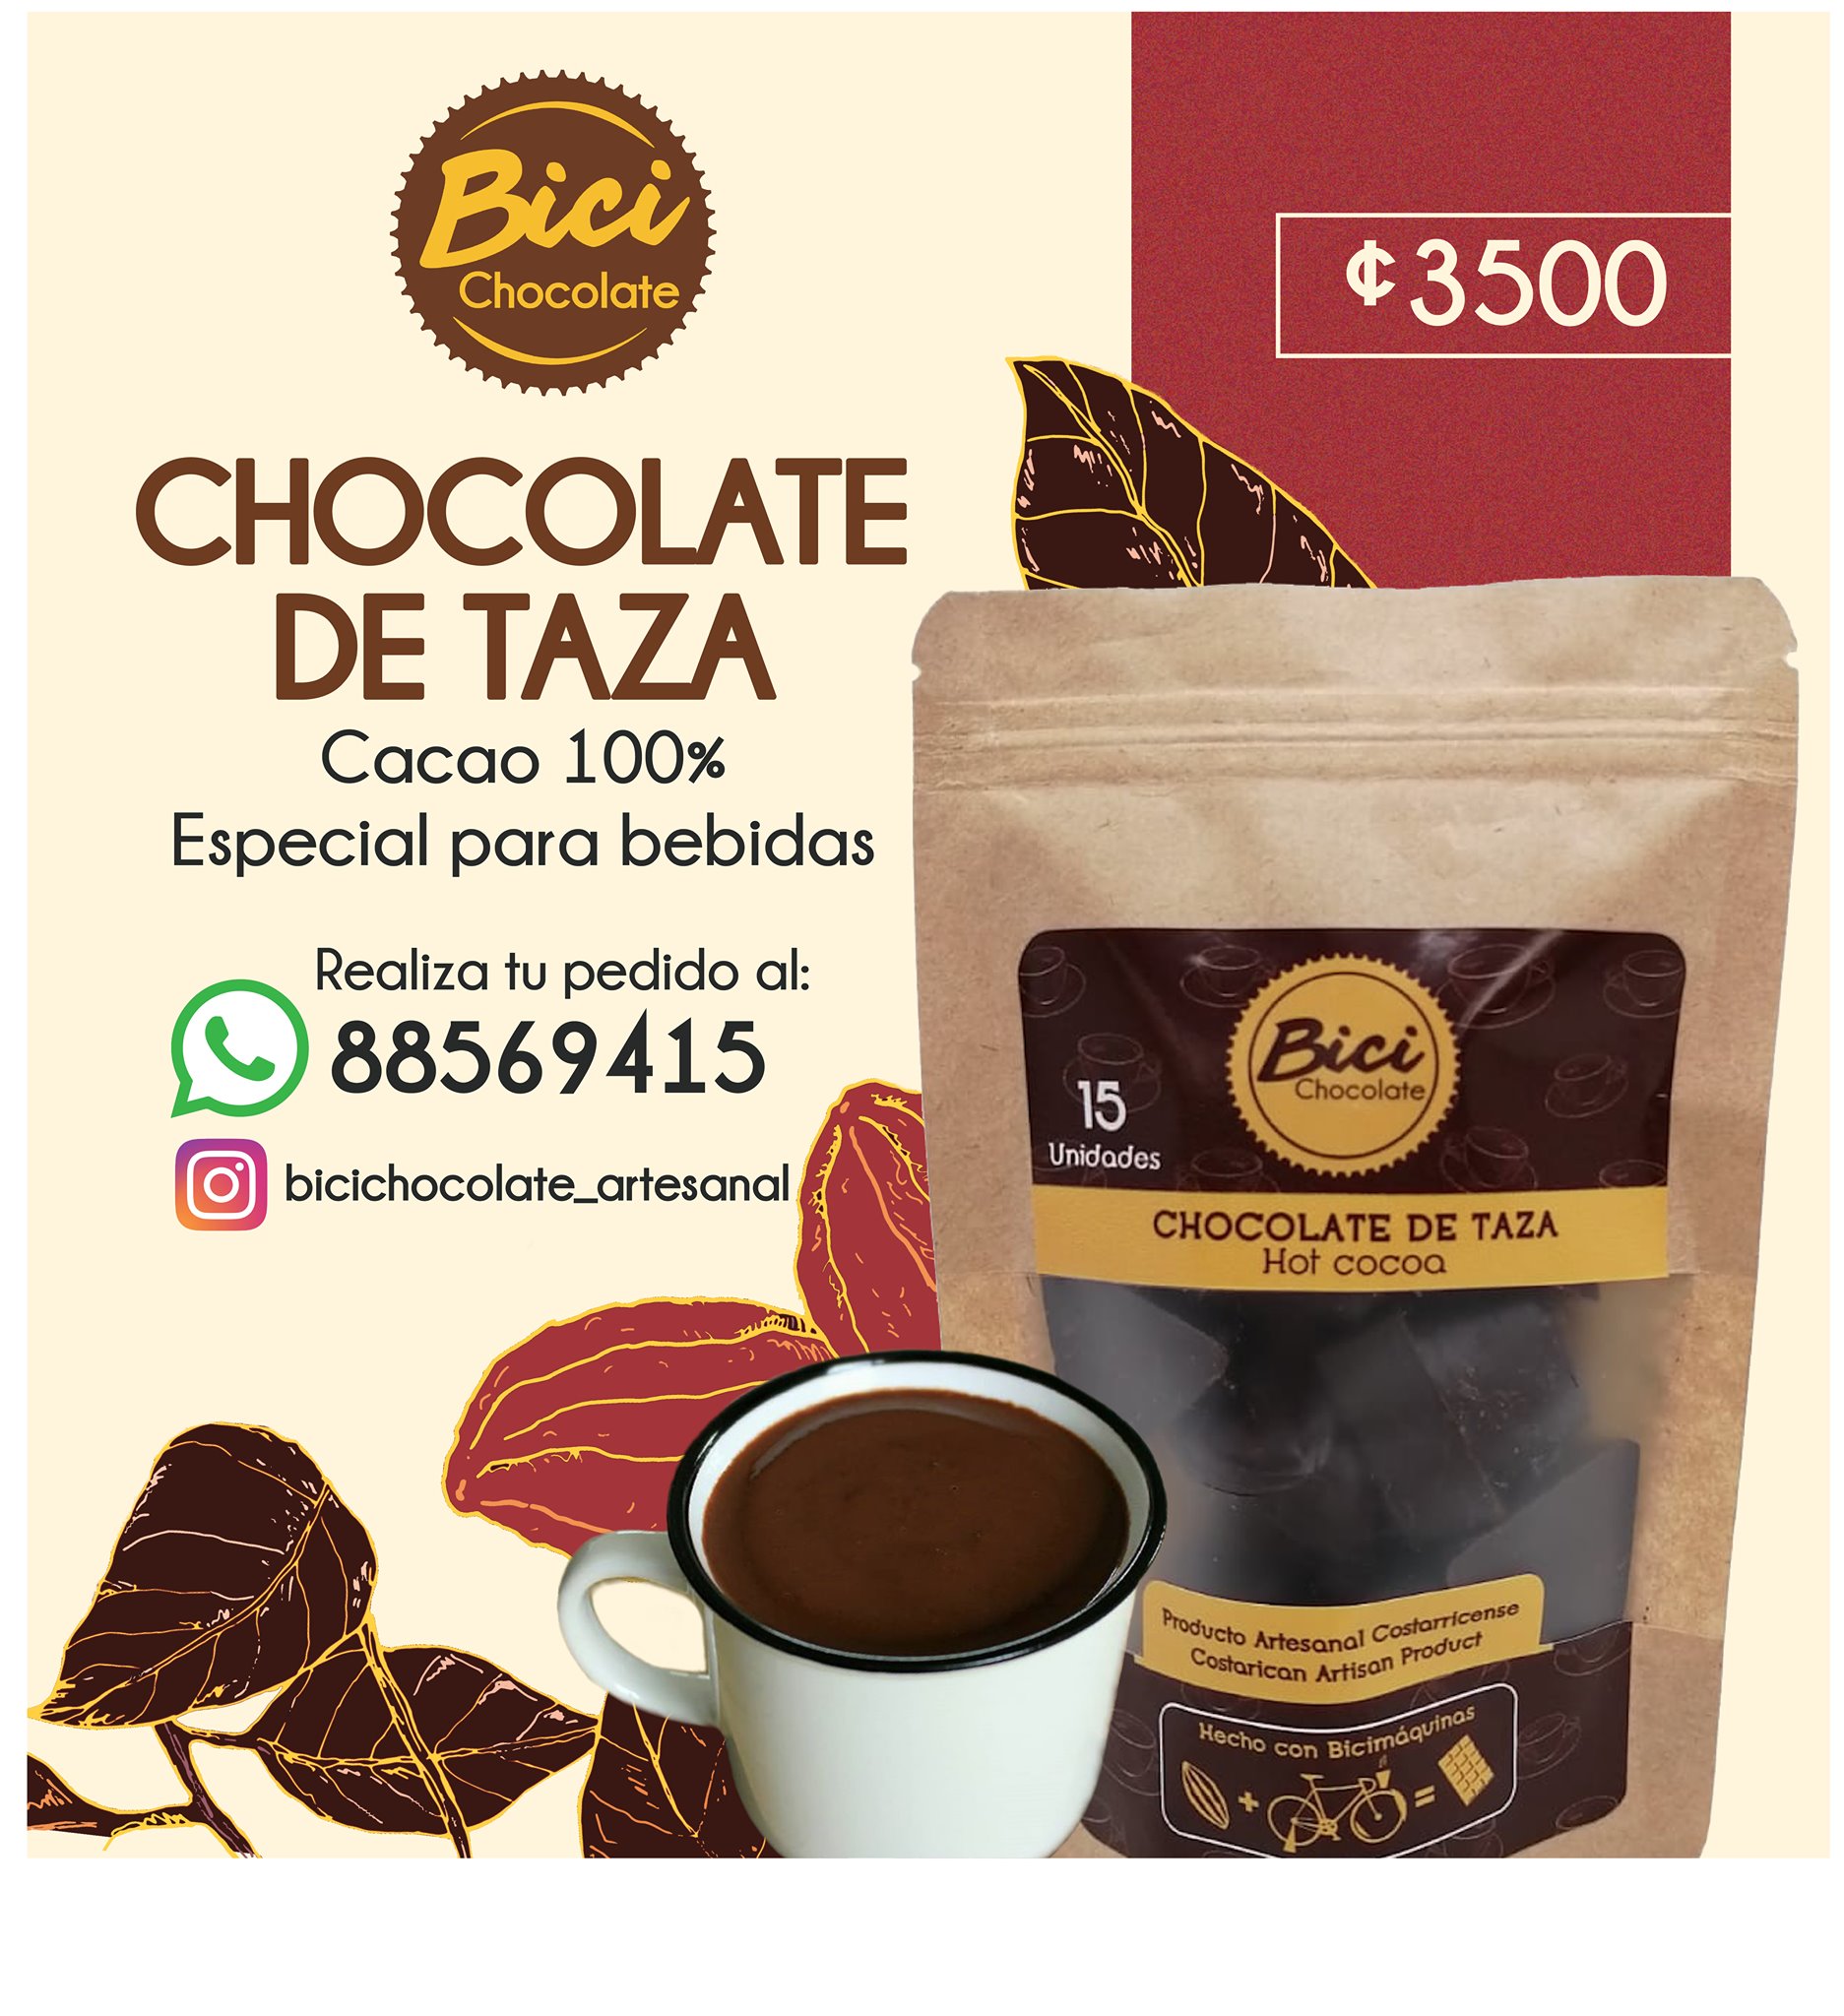 Bici
Chocolate
₡3500
CHOCOLATE
DE TAZA
Cacao 100%
Especial para bebidas
Realiza tu pedido al:
88569415
bicichocolate_artesanal
Bici
Chocolate
15
Unidades
CHOCOLATE DE TAZA
Hot cocoa
Producto Artesanal Costarricense
Costarican Artisan Product
Hecho con Bicimáquinas
+ =